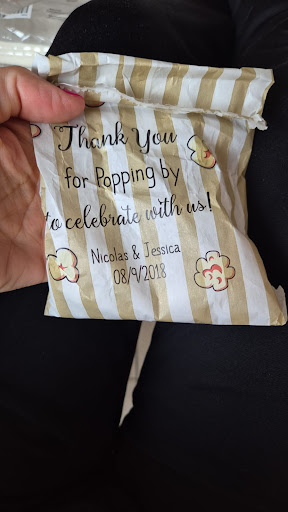 Thank You
for Popping by
to celebrate with us!
Nicolas & Jessica
08/9/2018